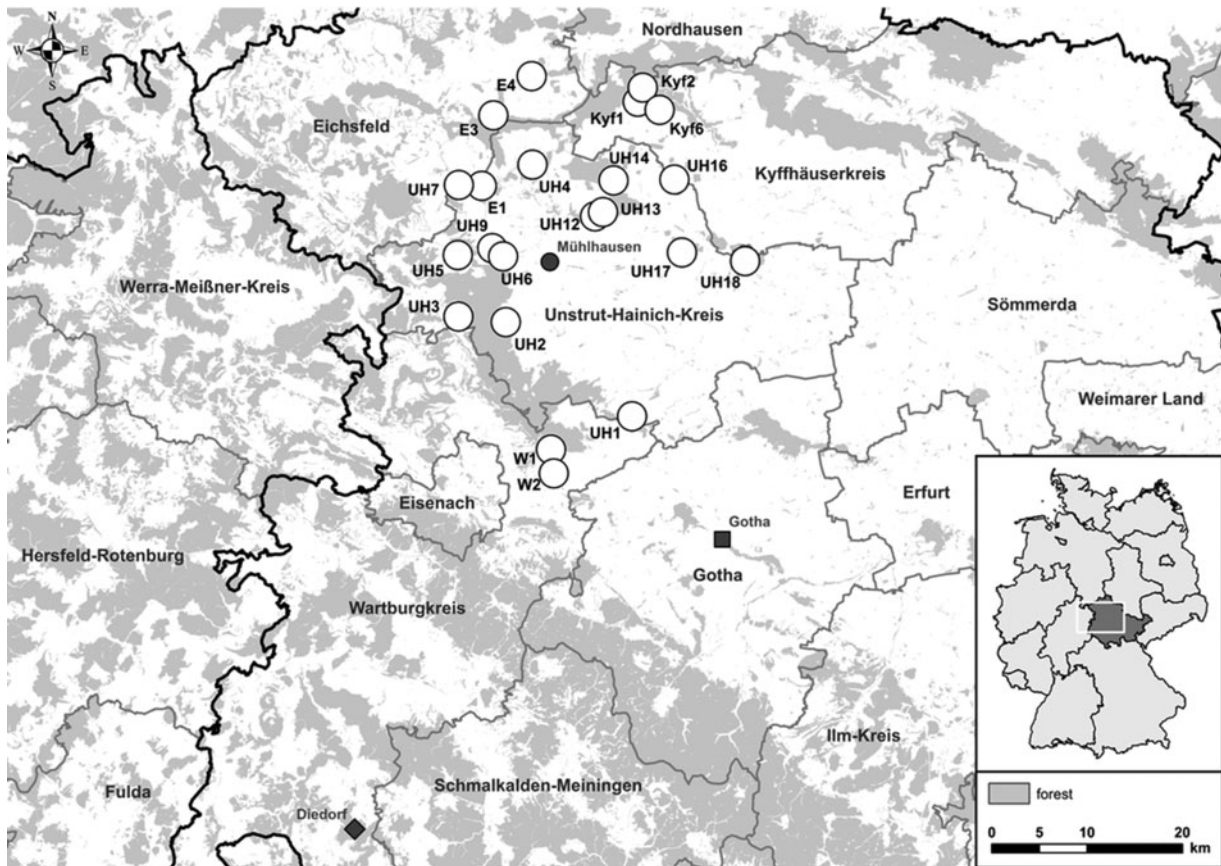 N
W E
S
Nordhausen
E4
Kyf2
Kyf1
Kyf6
E3
Eichsfeld
UH14
UH16
UH4
Kyffhäuserkreis
UH7
E1
UH13
UH12
UH9
Mühlhausen
UH5
UH6
UH17
UH18
Werra-Meißner-Kreis
UH3
Unstrut-Hainich-Kreis
Sömmerda
UH2
Weimarer Land
UH1
W1
W2
Eisenach
Erfurt
Gotha
Hersfeld-Rotenburg
Gotha
Wartburgkreis
Ilm-Kreis
Schmalkalden-Meiningen
Fulda
Diedorf
forest
0 5 10 20
km